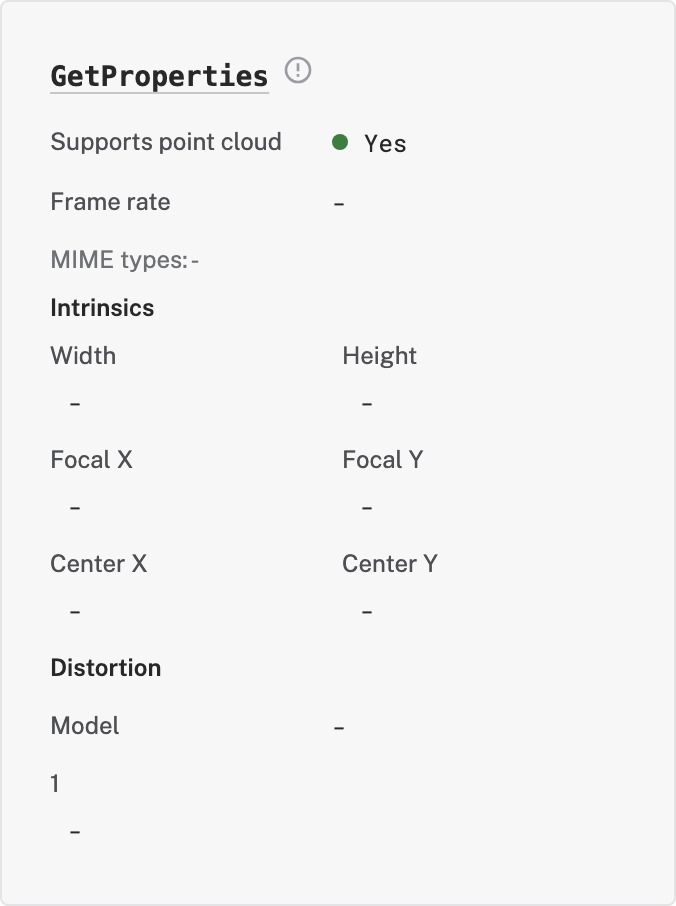 GetProperties
Supports point cloud Yes
Frame rate –
MIME types: -
Intrinsics
Width Height
– –
Focal X Focal Y
– –
Center X Center Y
– –
Distortion
Model –
1
–